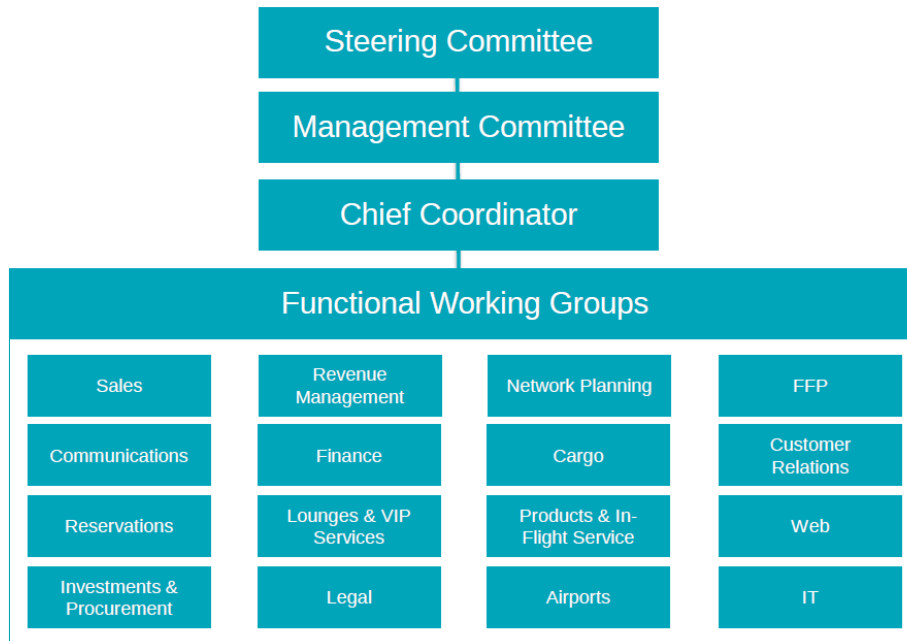 Steering Committee
Management Committee
Chief Coordinator
Functional Working Groups
Sales
Revenue
Management
Network Planning
FFP
Communications
Finance
Cargo
Customer
Relations
Reservations
Lounges & VIP
Services
Products & In-
Flight Service
Web
Investments &
Procurement
Legal
Airports
IT